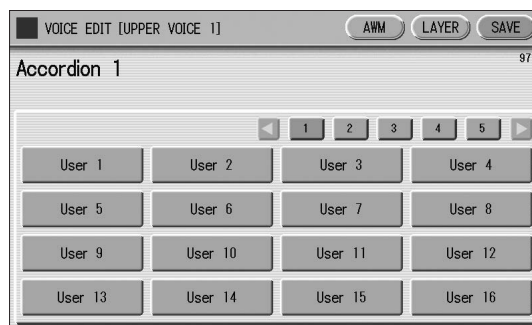 VOICE EDIT [UPPER VOICE 1] AWM LAYER SAVE
Accordion 1 97
1 2 3 4 5
User 1 User 2 User 3 User 4
User 5 User 6 User 7 User 8
User 9 User 10 User 11 User 12
User 13 User 14 User 15 User 16